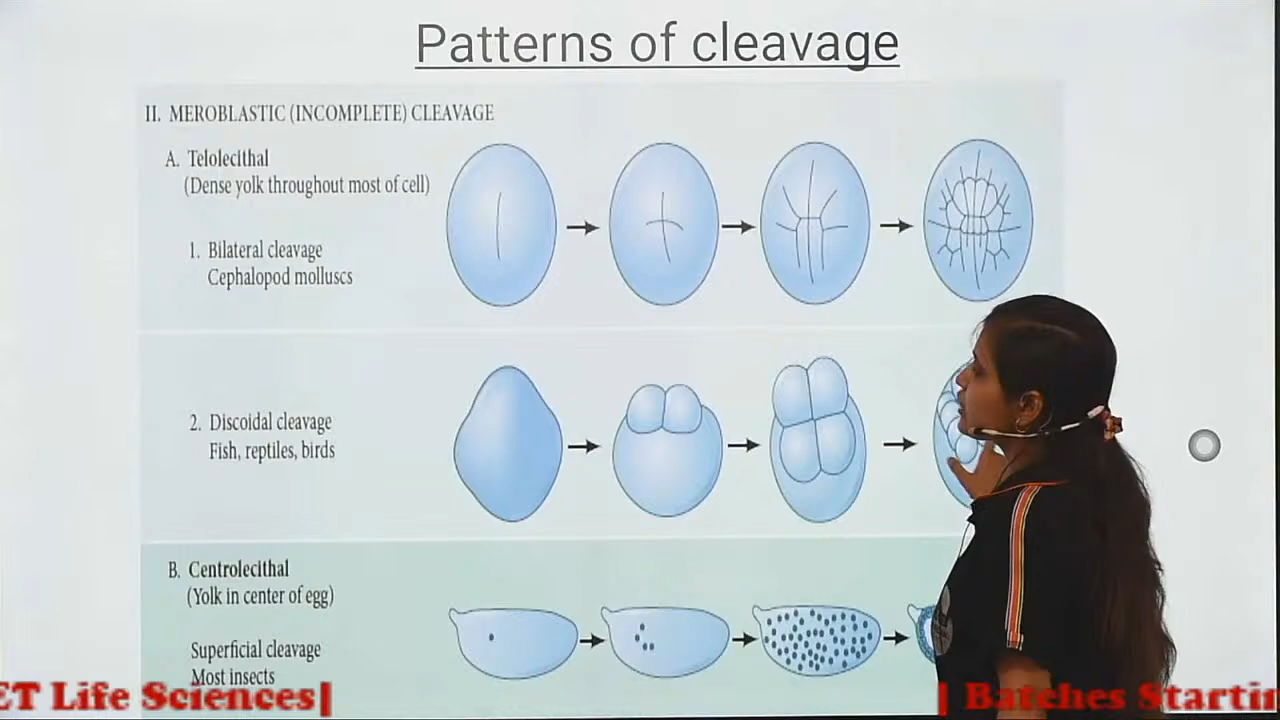 Patterns of cleavage
II. MEROBLASTIC (INCOMPLETE) CLEAVAGE
A. Telolecithal
(Dense yolk throughout most of cell)
1. Bilateral cleavage
Cephalopod molluscs
2. Discoidal cleavage
Fish, reptiles, birds
B. Centrolecithal
(Yolk in center of egg)
Superficial cleavage
Most insects
ET Life Sciences| | Batches Startin